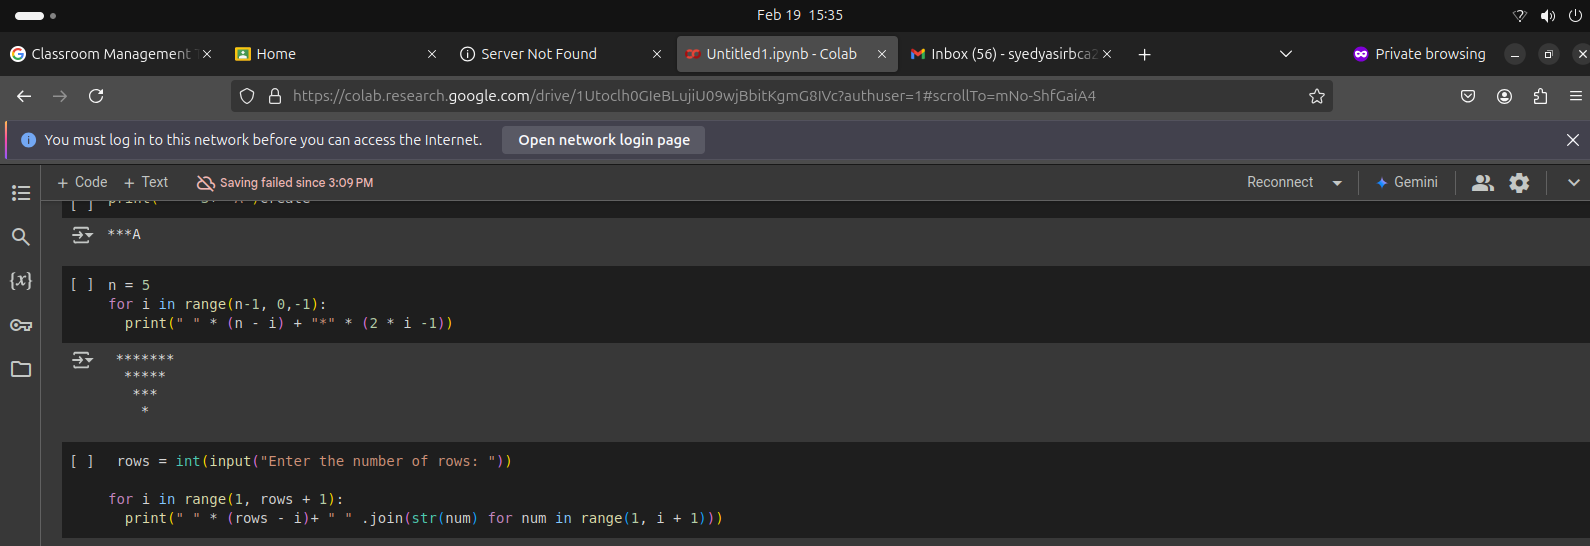 Feb 19 15:35
Classroom Management
Home
Server Not Found
Untitled1.ipynb - Colab
Inbox (56) - syedyasirbca2
Private browsing
https://colab.research.google.com/drive/1Utoclh0GIeBLujiU09wjBbitKgmG8IVc?authuser=1#scrollTo=mNo-ShfGaiA4
You must log in to this network before you can access the Internet.
Open network login page
+ Code + Text
Saving failed since 3:09 PM
Reconnect
Gemini
[ ]
***A
[ ] n = 5
for i in range(n-1, 0,-1):
  print(" " * (n - i) + "*" * (2 * i -1))
 *******
  *****
   ***
    *
[ ] rows = int(input("Enter the number of rows: "))
for i in range(1, rows + 1):
  print(" " * (rows - i)+ " " .join(str(num) for num in range(1, i + 1)))
{x}